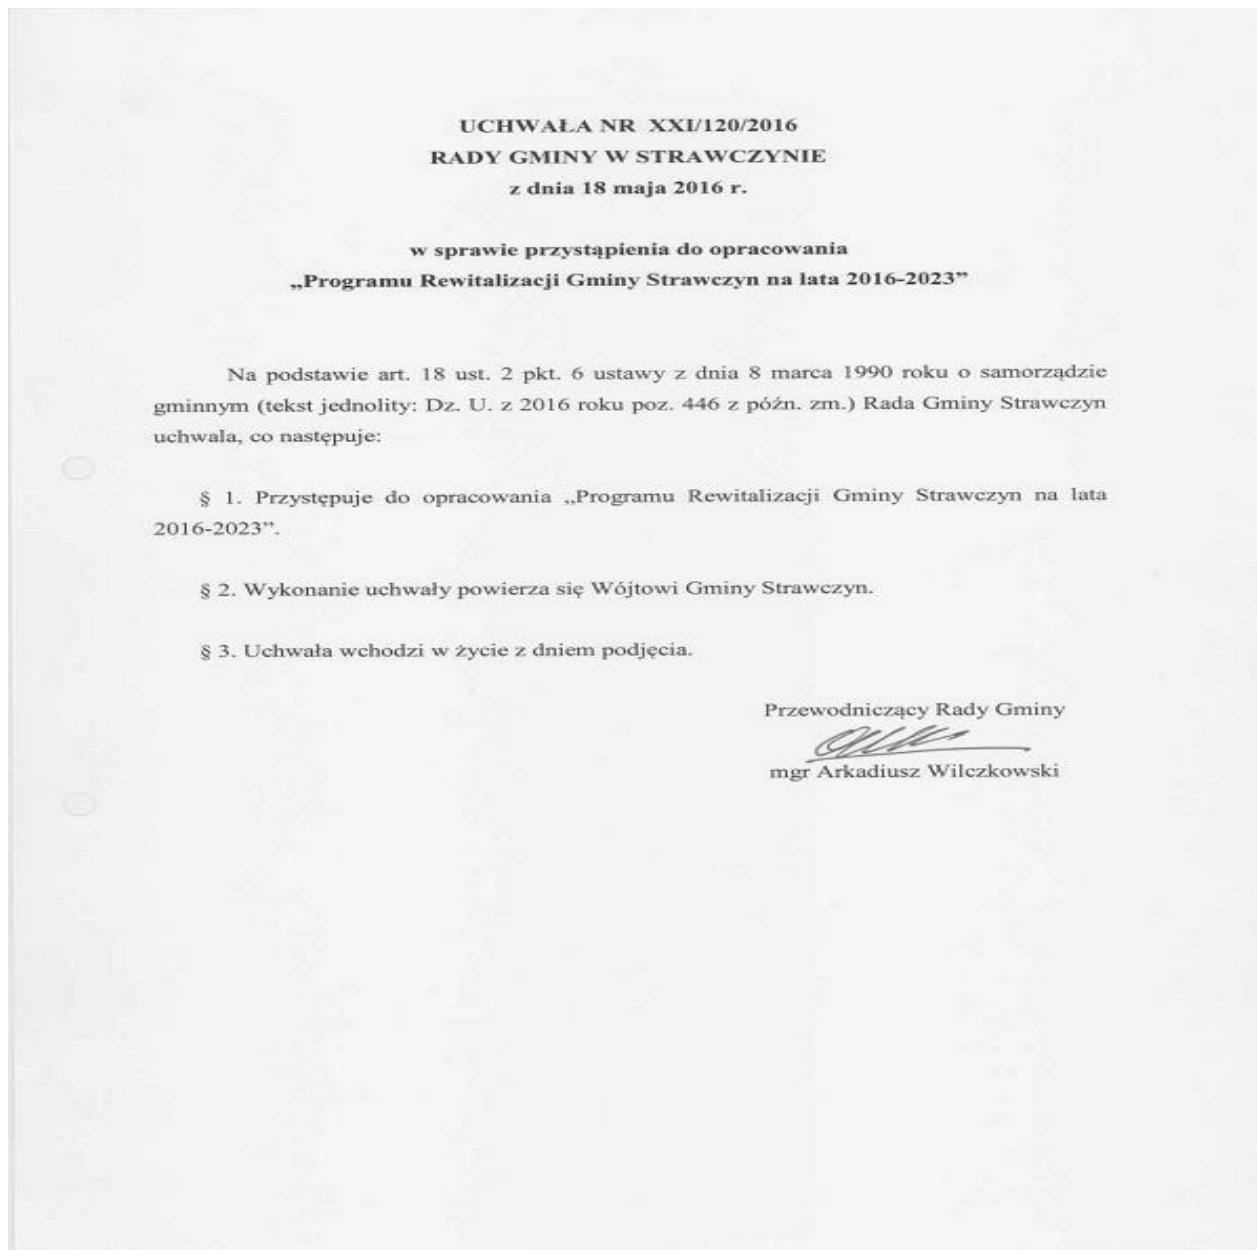 UCHWAŁA NR XXI/120/2016
RADY GMINY W STRAWCZYNIE
z dnia 18 maja 2016 r.
w sprawie przystąpienia do opracowania
„Programu Rewitalizacji Gminy Strawczyn na lata 2016-2023”
Na podstawie art. 18 ust. 2 pkt. 6 ustawy z dnia 8 marca 1990 roku o samorządzie
gminnym (tekst jednolity: Dz. U. z 2016 roku poz. 446 z późn. zm.) Rada Gminy Strawczyn
uchwala, co następuje:
§ 1. Przystępuje do opracowania „Programu Rewitalizacji Gminy Strawczyn na lata
2016-2023”.
§ 2. Wykonanie uchwały powierza się Wójtowi Gminy Strawczyn.
§ 3. Uchwała wchodzi w życie z dniem podjęcia.
Przewodniczący Rady Gminy
mgr Arkadiusz Wilczkowski